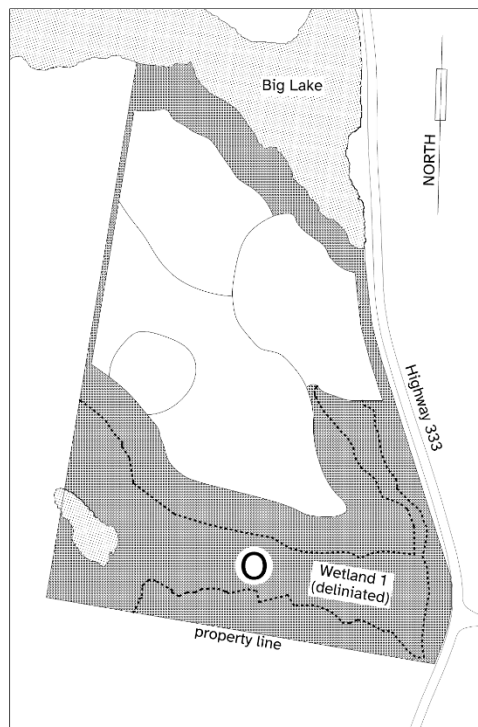 Big Lake
NORTH
Highway 333
O
Wetland 1
(deliniated)
property line